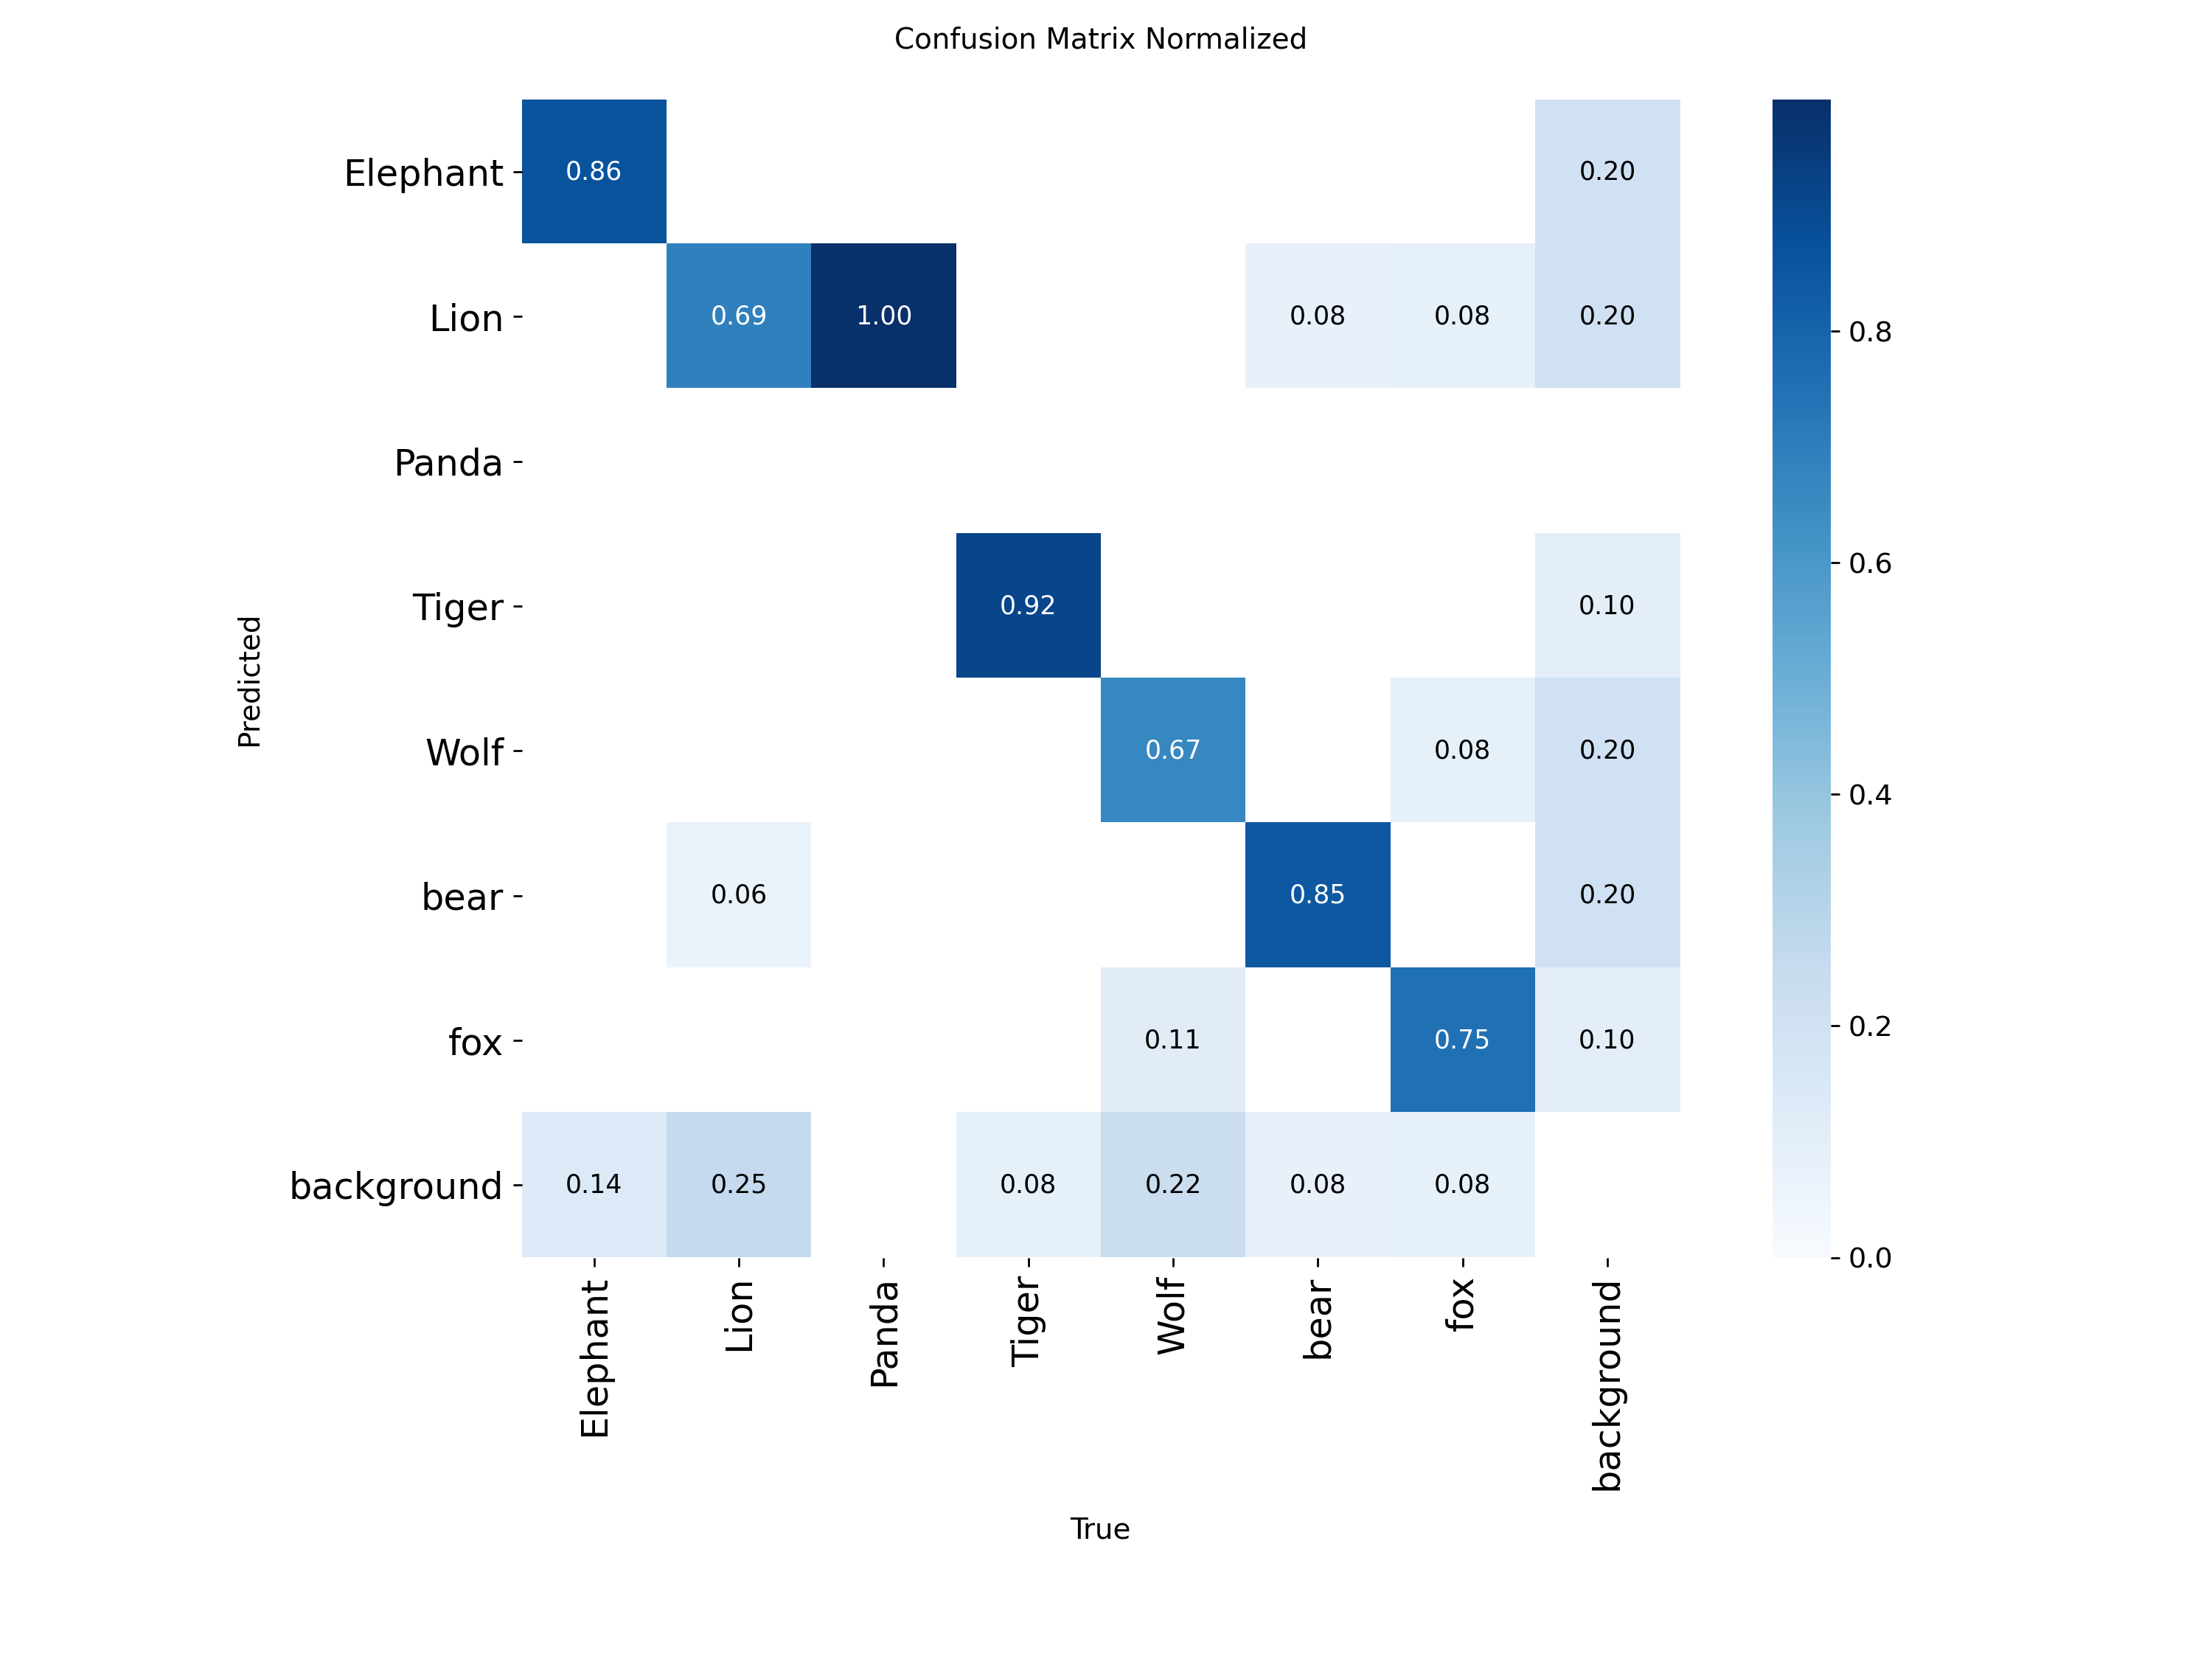 Confusion Matrix Normalized
Elephant 0.86 0.20
Lion 0.69 1.00 0.08 0.08 0.20
0.8
Panda
0.6
Tiger 0.92 0.10
Predicted
Wolf 0.67 0.08 0.20
0.4
bear 0.06 0.85 0.20
0.2
fox 0.11 0.75 0.10
background 0.14 0.25 0.08 0.22 0.08 0.08
0.0
Elephant Lion Panda Tiger Wolf bear fox background
True